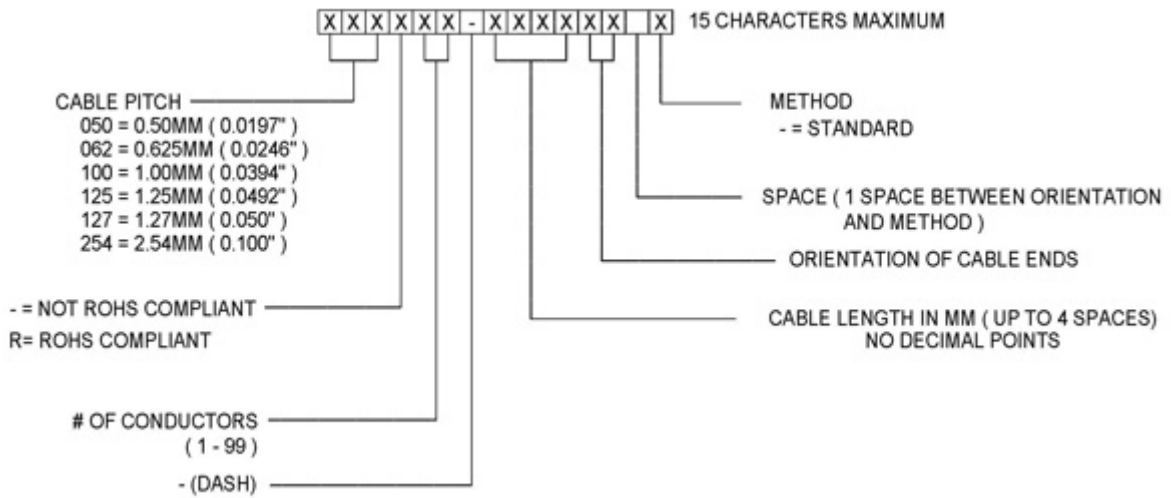 XXXXXX-XXXXXX X 15 CHARACTERS MAXIMUM
CABLE PITCH
050 = 0.50MM ( 0.0197" )
062 = 0.625MM ( 0.0246" )
100 = 1.00MM ( 0.0394" )
125 = 1.25MM ( 0.0492" )
127 = 1.27MM ( 0.050" )
254 = 2.54MM ( 0.100" )
- = NOT ROHS COMPLIANT
R= ROHS COMPLIANT
# OF CONDUCTORS
( 1 - 99 )
- (DASH)
METHOD
- = STANDARD
SPACE ( 1 SPACE BETWEEN ORIENTATION
AND METHOD )
ORIENTATION OF CABLE ENDS
CABLE LENGTH IN MM ( UP TO 4 SPACES)
NO DECIMAL POINTS